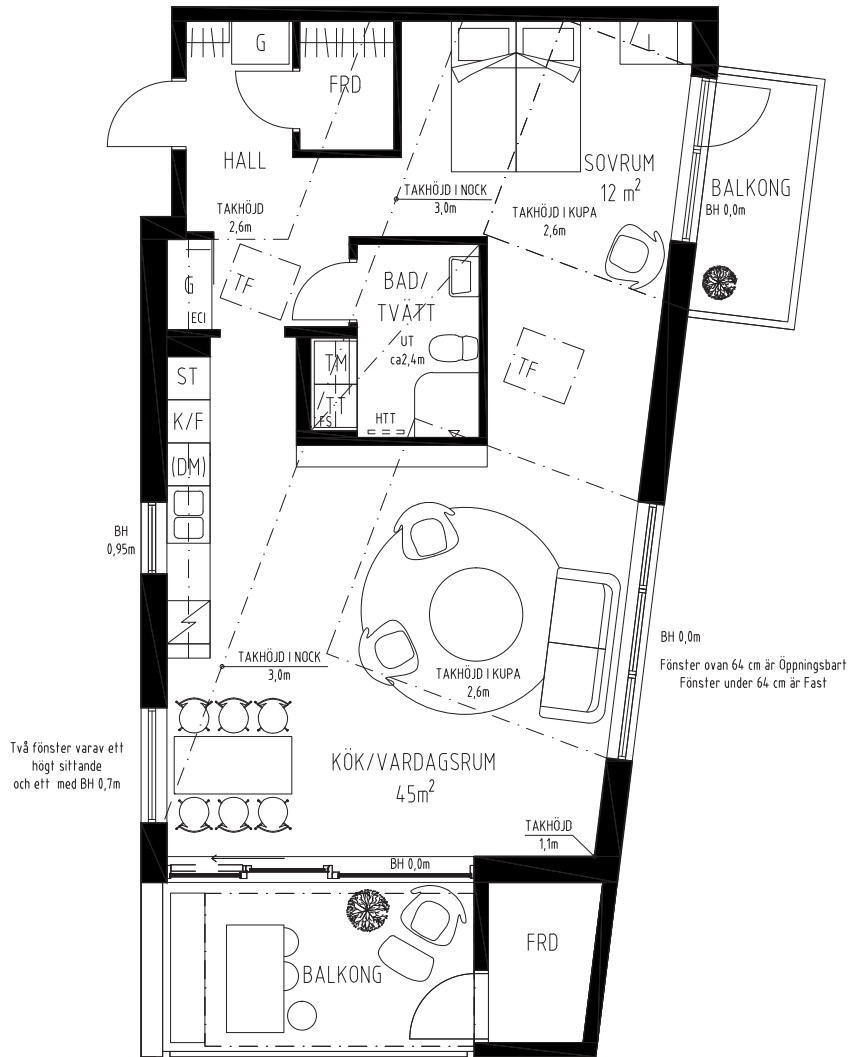 G
L
FRD
HALL
SOVRUM
12 m²
TAKHÖJD I NOCK
3,0m
BALKONG
BH 0,0m
TAKHÖJD
2,6m
TAKHÖJD I KUPA
2,6m
G
ECI
TF
BAD/
TVÄTT
UT
ca2,4m
TM
TT
FS
HTT
TF
ST
K/F
(DM)
BH
0,95m
BH 0,0m
Fönster ovan 64 cm är Öppningsbart
Fönster under 64 cm är Fast
TAKHÖJD I NOCK
3,0m
TAKHÖJD I KUPA
2,6m
Två fönster varav ett
högt sittande
och ett med BH 0,7m
KÖK/VARDAGSRUM
45m²
TAKHÖJD
1,1m
BH 0,0m
BALKONG
FRD